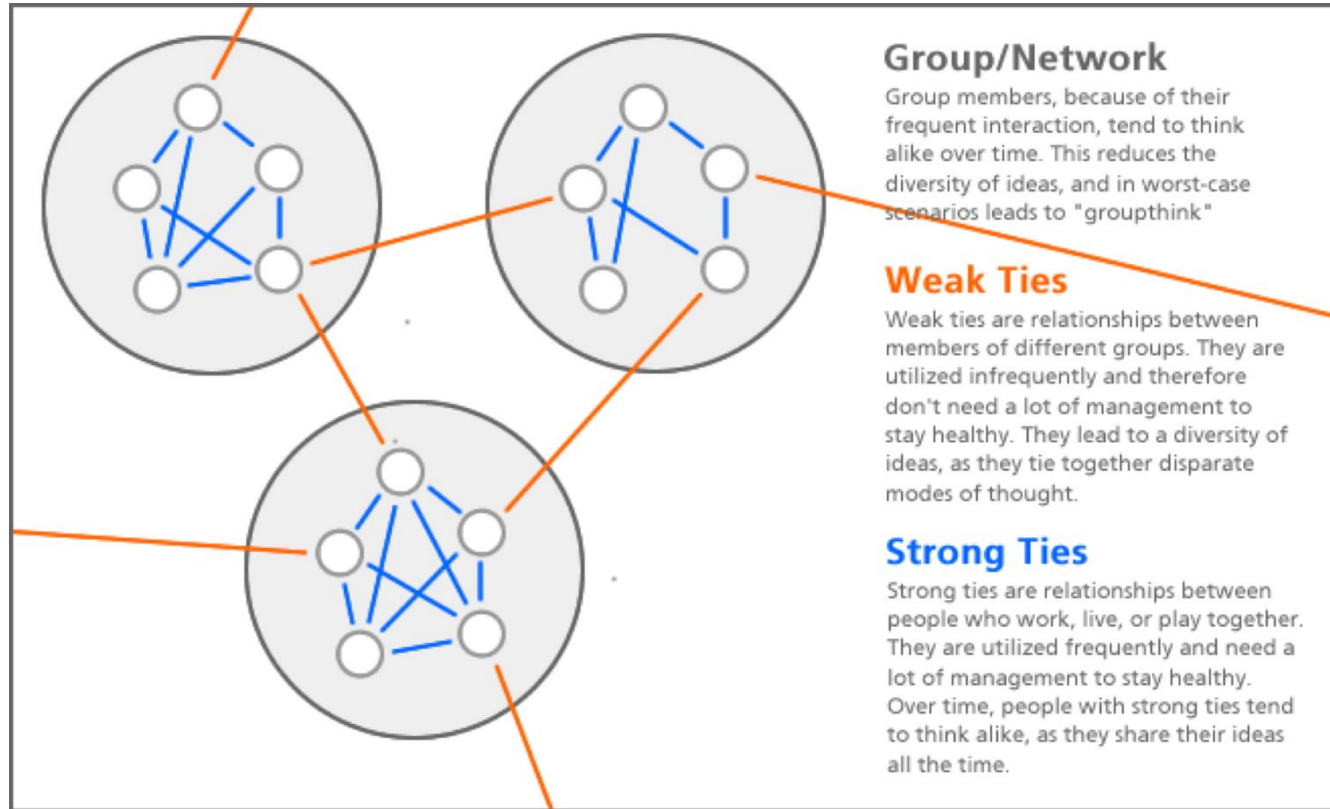 Group/Network
Group members, because of their
frequent interaction, tend to think
alike over time. This reduces the
diversity of ideas, and in worst-case
scenarios leads to "groupthink"
Weak Ties
Weak ties are relationships between
members of different groups. They are
utilized infrequently and therefore
don't need a lot of management to
stay healthy. They lead to a diversity of
ideas, as they tie together disparate
modes of thought.
Strong Ties
Strong ties are relationships between
people who work, live, or play together.
They are utilized frequently and need a
lot of management to stay healthy.
Over time, people with strong ties tend
to think alike, as they share their ideas
all the time.